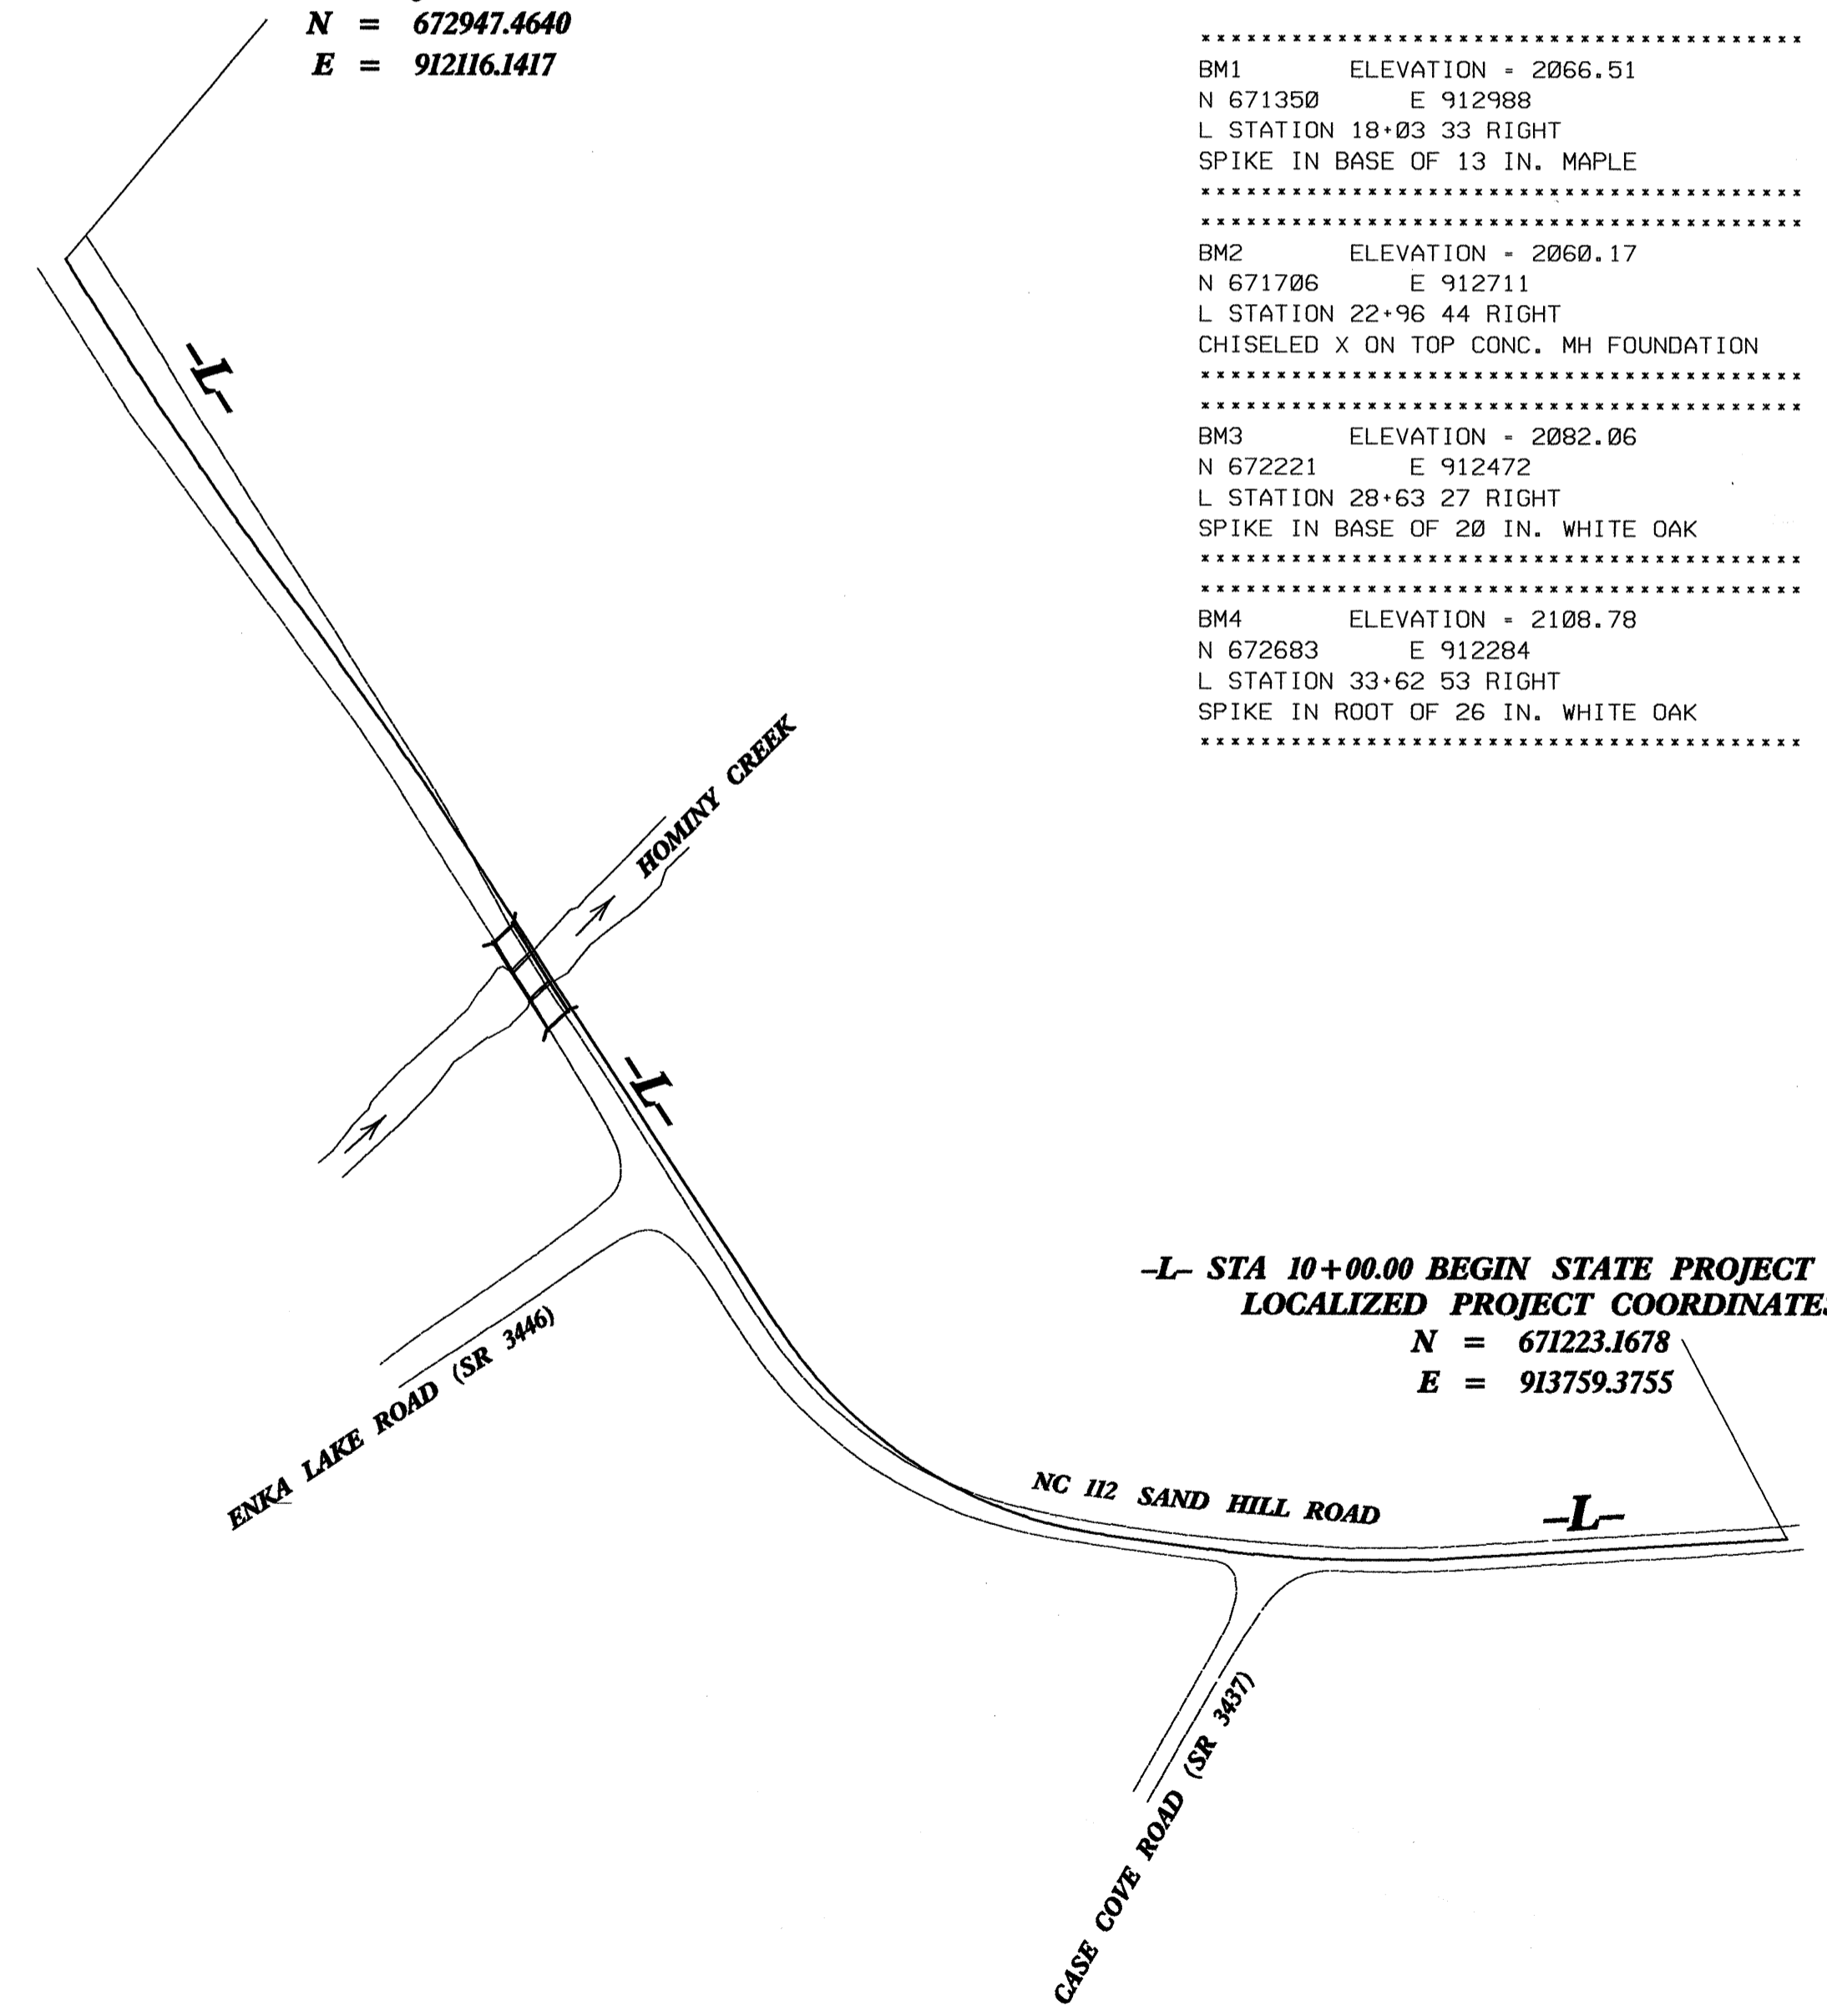 N = 672947.4640
E = 912116.1417
****************************************
BM1 ELEVATION = 2066.51
N 671350 E 912988
L STATION 18+03 33 RIGHT
SPIKE IN BASE OF 13 IN. MAPLE
****************************************
****************************************
BM2 ELEVATION = 2060.17
N 671706 E 912711
L STATION 22+96 44 RIGHT
CHISELED X ON TOP CONC. MH FOUNDATION
****************************************
****************************************
BM3 ELEVATION = 2082.06
N 672221 E 912472
L STATION 28+63 27 RIGHT
SPIKE IN BASE OF 20 IN. WHITE OAK
****************************************
****************************************
BM4 ELEVATION = 2108.78
N 672683 E 912284
L STATION 33+62 53 RIGHT
SPIKE IN ROOT OF 26 IN. WHITE OAK
****************************************
-L-
HOMINY CREEK
-L-
-L- STA 10+00.00 BEGIN STATE PROJECT
LOCALIZED PROJECT COORDINATES
N = 671223.1678
E = 913759.3755
ENKA LAKE ROAD (SR 3446)
NC 112 SAND HILL ROAD
-L-
CASE COVE ROAD (SR 3437)